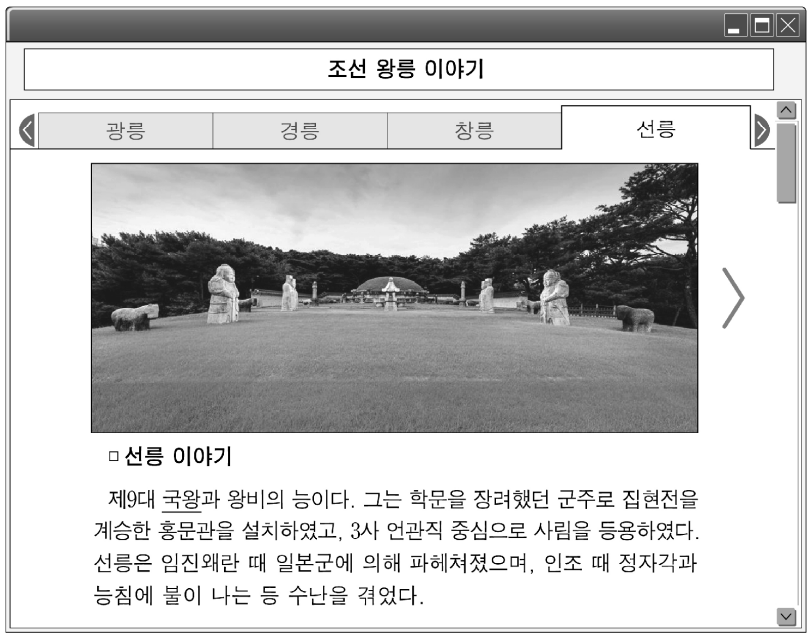 조선 왕릉 이야기
광릉
경릉
창릉
선릉
□ 선릉 이야기
제9대 국왕과 왕비의 능이다. 그는 학문을 장려했던 군주로 집현전을
계승한 홍문관을 설치하였고, 3사 언관직 중심으로 사림을 등용하였다.
선릉은 임진왜란 때 일본군에 의해 파헤쳐졌으며, 인조 때 정자각과
능침에 불이 나는 등 수난을 겪었다.